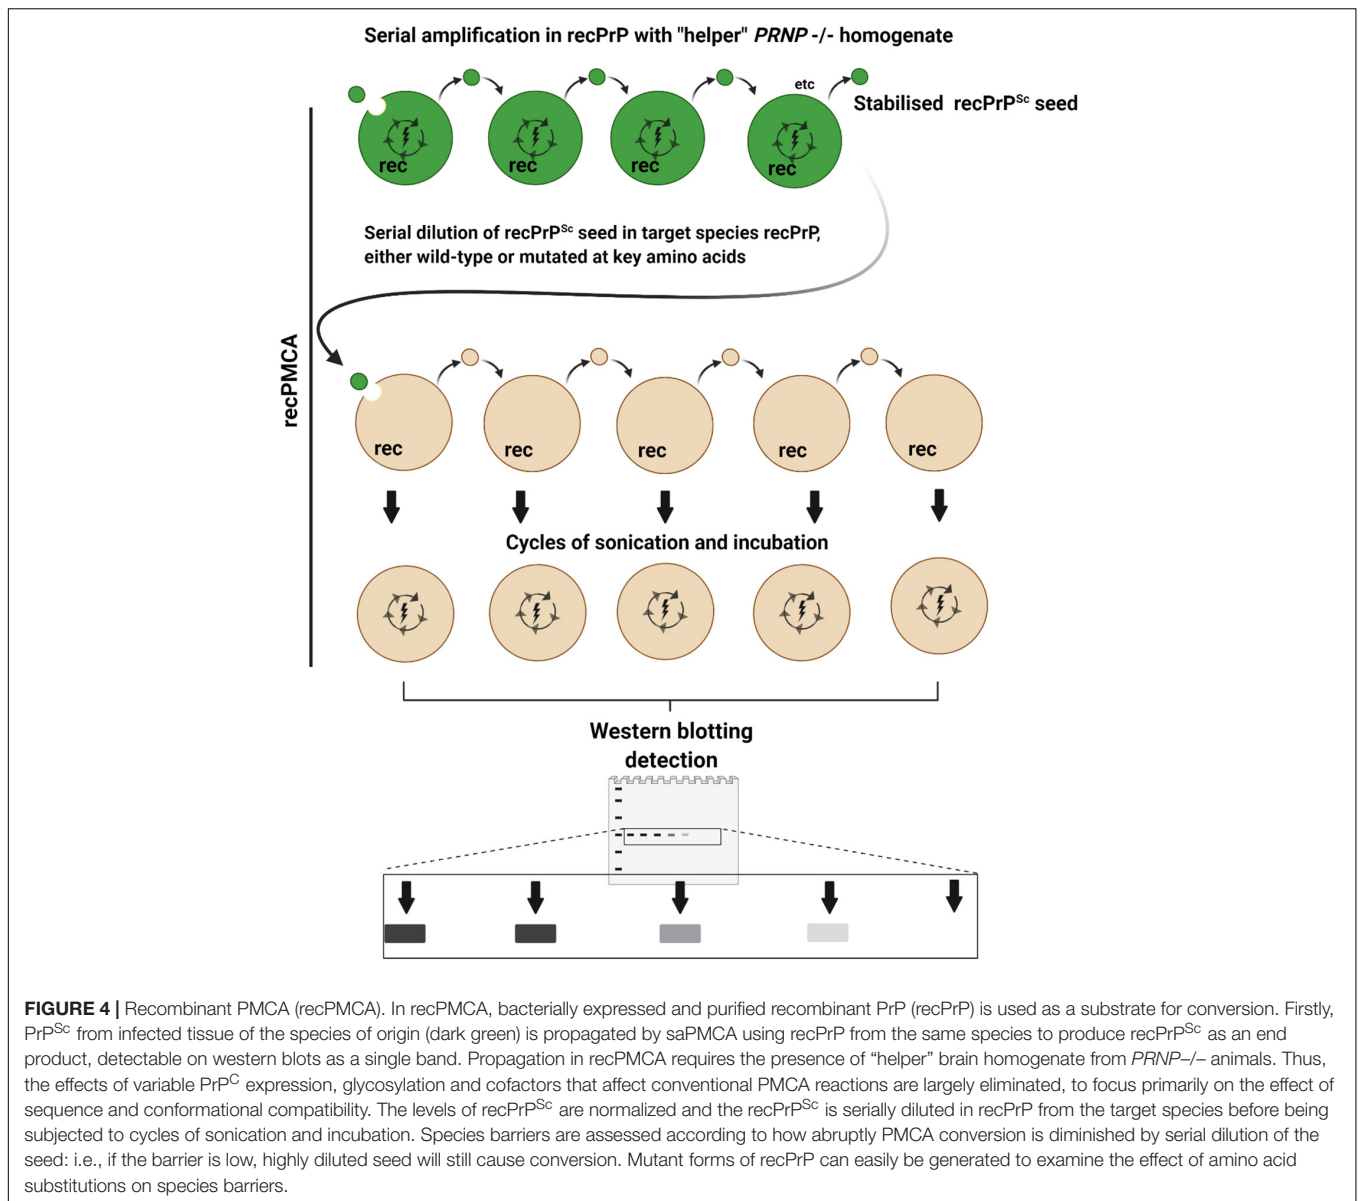 Serial amplification in recPrP with "helper" PRNP -/- homogenate
etc
Stabilised recPrPSc seed
rec
rec
rec
rec
Serial dilution of recPrPSc seed in target species recPrP,
either wild-type or mutated at key amino acids
recPMCA
rec
rec
rec
rec
rec
Cycles of sonication and incubation
Western blotting
detection
FIGURE 4 | Recombinant PMCA (recPMCA). In recPMCA, bacterially expressed and purified recombinant PrP (recPrP) is used as a substrate for conversion. Firstly,
PrPSc from infected tissue of the species of origin (dark green) is propagated by saPMCA using recPrP from the same species to produce recPrPSc as an end
product, detectable on western blots as a single band. Propagation in recPMCA requires the presence of “helper” brain homogenate from PRNP–/– animals. Thus,
the effects of variable PrPC expression, glycosylation and cofactors that affect conventional PMCA reactions are largely eliminated, to focus primarily on the effect of
sequence and conformational compatibility. The levels of recPrPSc are normalized and the recPrPSc is serially diluted in recPrP from the target species before being
subjected to cycles of sonication and incubation. Species barriers are assessed according to how abruptly PMCA conversion is diminished by serial dilution of the
seed: i.e., if the barrier is low, highly diluted seed will still cause conversion. Mutant forms of recPrP can easily be generated to examine the effect of amino acid
substitutions on species barriers.